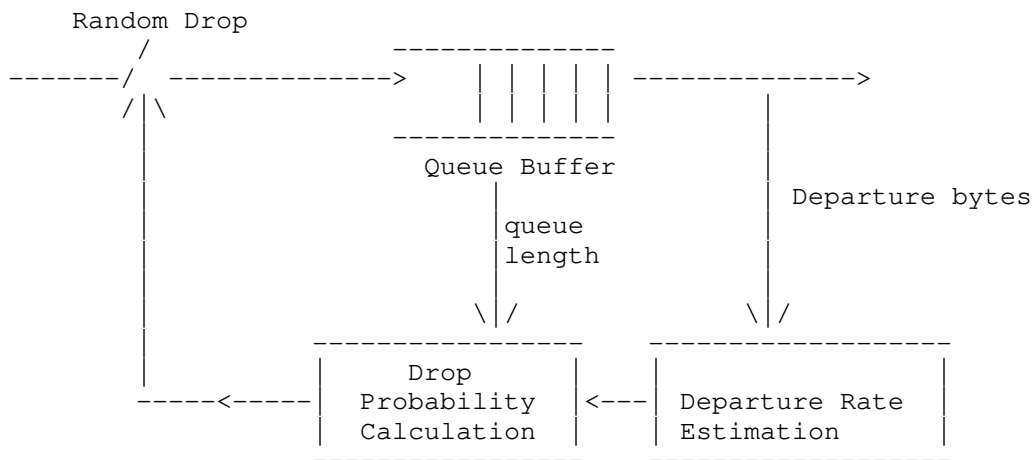 Random Drop
Queue Buffer
Departure bytes
queue
length
Drop
Probability
Calculation
Departure Rate
Estimation